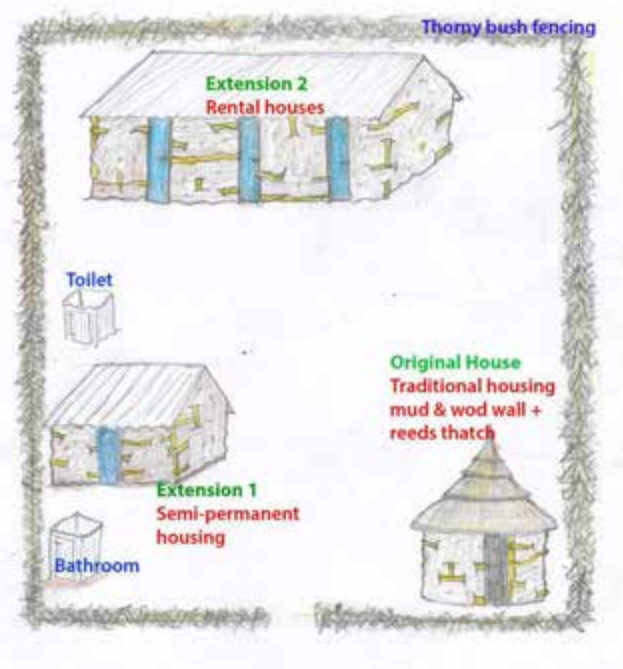 Thorny bush fencing
Extension 2
Rental houses
Toilet
Original House
Traditional housing
mud & wod wall +
reeds thatch
Extension 1
Semi-permanent
housing
Bathroom